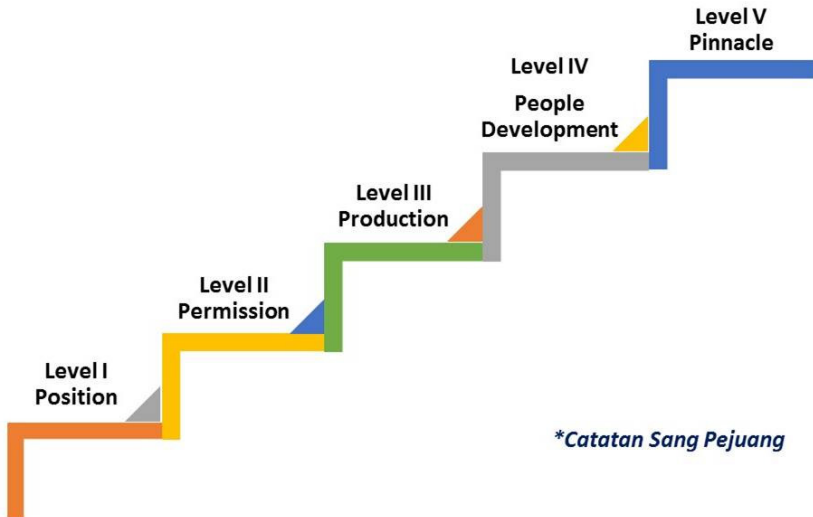 Level V
Pinnacle
Level IV
People
Development
Level III
Production
Level II
Permission
Level I
Position
*Catatan Sang Pejuang